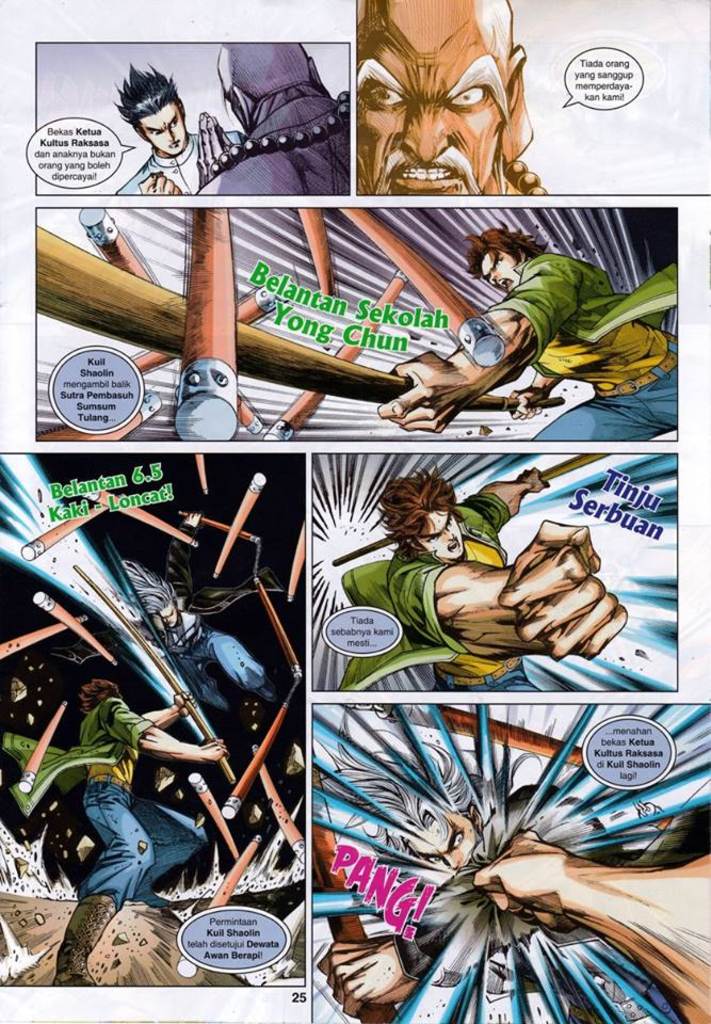 Bekas Ketua
Kultus Raksasa
dan anaknya bukan
orang yang boleh
dipercayai!
Tiada orang
yang sanggup
memperdaya-
kan kami!
Belantan Sekolah
Yong Chun
Kuil
Shaolin
mengambil balik
Sutra Pembasuh
Sumsum
Tulang...
Belantan 6.5
Kaki - Loncat!
Permintaan
Kuil Shaolin
telah disetujui Dewata
Awan Berapi!
Tinju
Serbuan
Tiada
sebabnya kami
mesti...
...menahan
bekas Ketua
Kultus Raksasa
di Kuil Shaolin
lagi!
PANG!
25